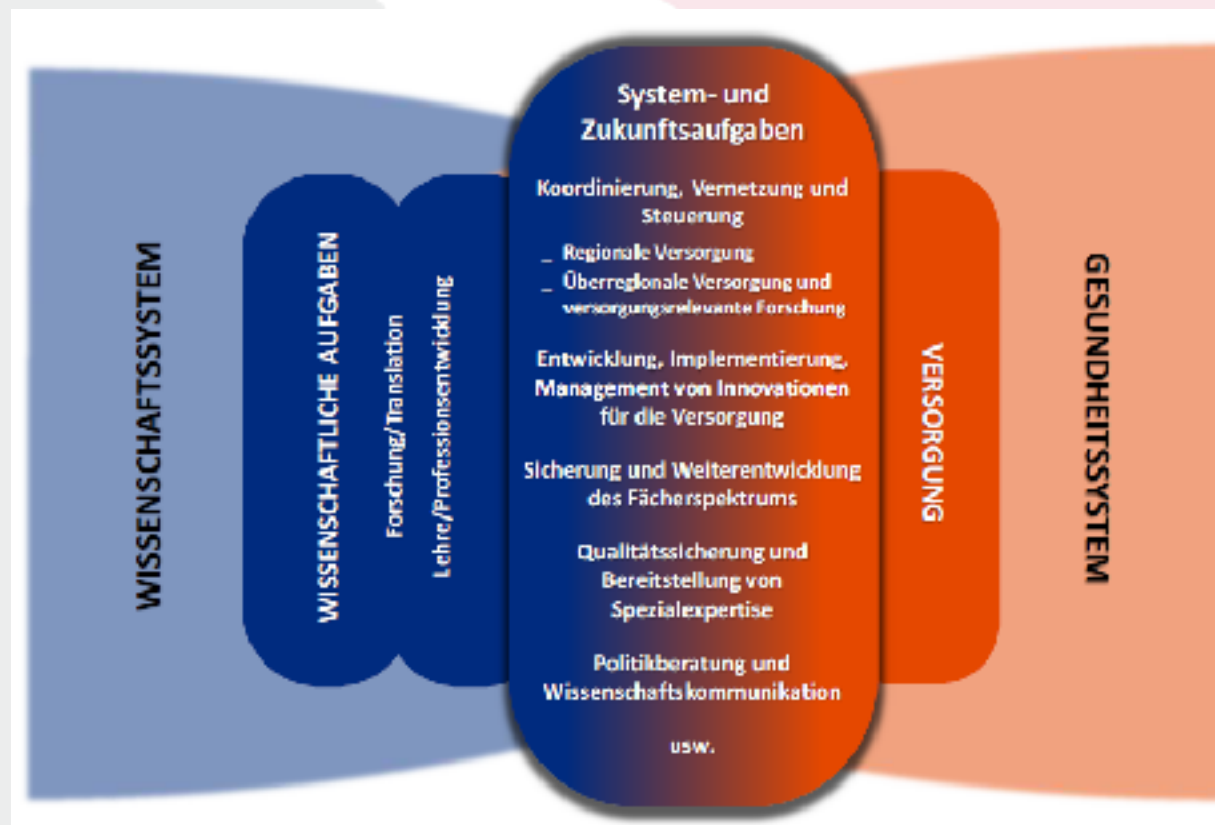 WISSENSCHAFTSSYSTEM
WISSENSCHAFTLICHE AUFGABEN
Forschung/Translation
Lehre/Professionsentwicklung
System- und
Zukunftsaufgaben
Koordinierung, Vernetzung und
Steuerung
_ Regionale Versorgung
_ Überregionale Versorgung und
versorgungsrelevante Forschung
Entwicklung, Implementierung,
Management von Innovationen
für die Versorgung
Sicherung und Weiterentwicklung
des Fächerspektrums
Qualitätssicherung und
Bereitstellung von
Spezialexpertise
Politikberatung und
Wissenschaftskommunikation
usw.
VERSORGUNG
GESUNDHEITSSYSTEM